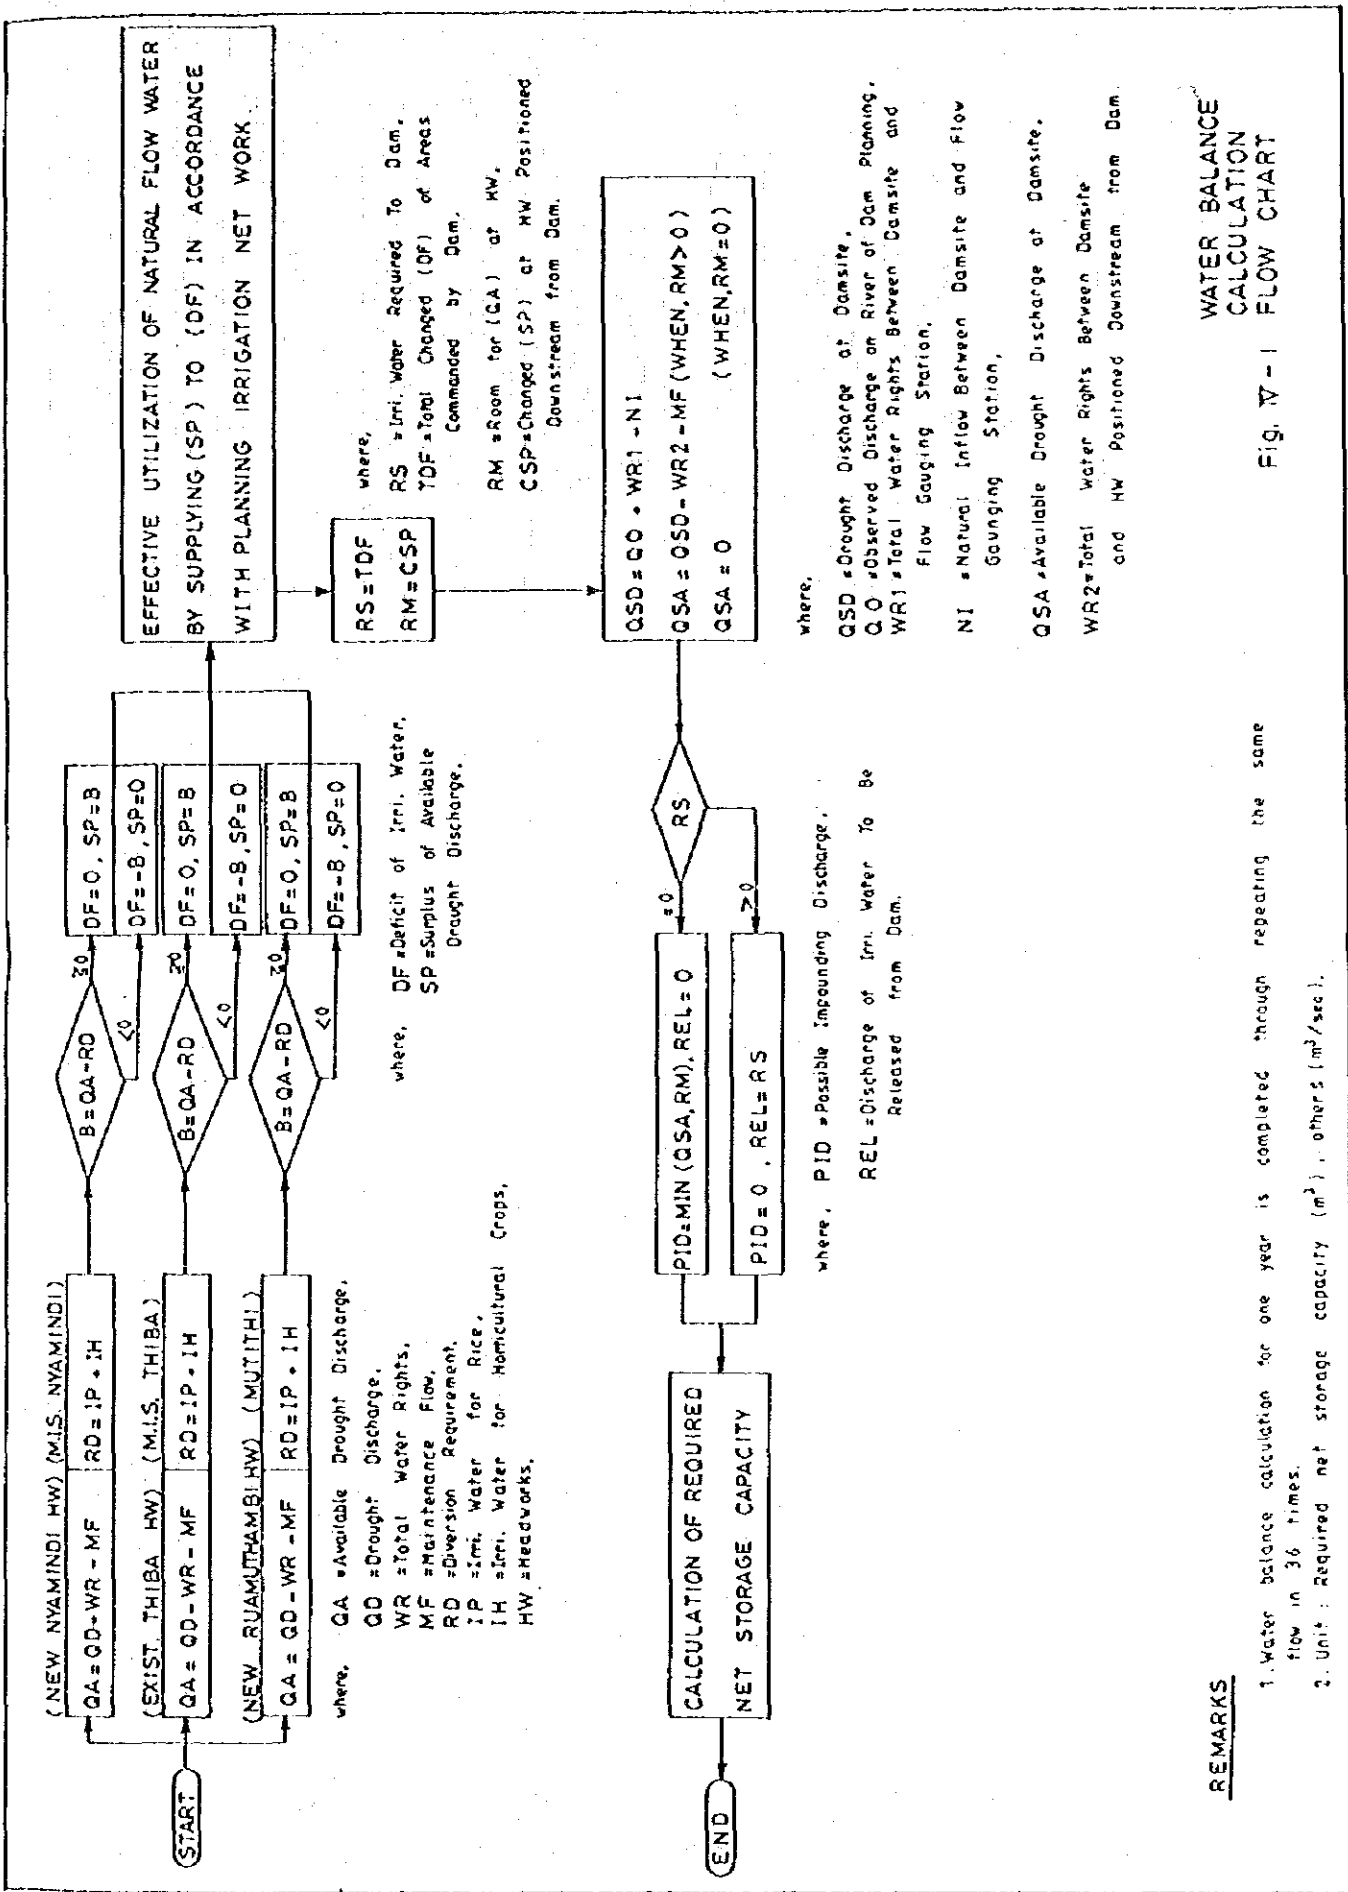 (NEW NYAMINDI HW) (M.I.S. NYAMINDI)
QA = QD-WR-MF RD = IP + IH
B=QA-RD
≧0
<0
DF=0, SP=B
DF=-B, SP=0
(EXIST. THIBA HW) (M.I.S. THIBA)
START
QA = QD-WR-MF RD = IP + IH
B=QA-RD
≧0
<0
DF=0, SP=B
DF=-B, SP=0
(NEW RUAMUTHAMBI HW) (MUTITHI)
QA = QD-WR-MF RD = IP + IH
B=QA-RD
≧0
<0
DF=0, SP=B
DF=-B, SP=0
EFFECTIVE UTILIZATION OF NATURAL FLOW WATER
BY SUPPLYING (SP) TO (DF) IN ACCORDANCE
WITH PLANNING IRRIGATION NET WORK.
where, QA = Available Drought Discharge,
QD = Drought Discharge,
WR = Total Water Rights,
MF = Maintenance Flow,
RD = Diversion Requirement,
IP = Irri. Water for Rice,
IH = Irri. Water for Horticultural Crops,
HW = Headworks,
where, DF = Deficit of Irri. Water,
SP = Surplus of Available
Drought Discharge.
RS = TDF
RM = CSP
where,
RS = Irri. Water Required To Dam,
TDF = Total Changed (DF) of Areas
Commanded by Dam,
RM = Room for (QA) at HW,
CSP = Changed (SP) at HW Positioned
Downstream from Dam.
QSD = QO + WR1 - NI
QSA = QSD - WR2 - MF (WHEN, RM > 0)
QSA = 0 (WHEN, RM = 0)
RS
=0
>0
PID = MIN (QSA, RM), REL = 0
PID = 0, REL = RS
CALCULATION OF REQUIRED
NET STORAGE CAPACITY
END
where, PID = Possible Impounding Discharge,
REL = Discharge of Irri. Water To Be
Released from Dam.
where,
QSD = Drought Discharge at Damsite,
QO = Observed Discharge on River of Dam Planning,
WR1 = Total Water Rights Between Damsite and
Flow Gauging Station,
NI = Natural Inflow Between Damsite and Flow
Gaunging Station,
QSA = Available Drought Discharge at Damsite,
WR2 = Total Water Rights Between Damsite
and HW Positioned Downstream from Dam.
REMARKS
1. Water balance calculation for one year is completed through repeating the same
flow in 36 times.
2. Unit : Required net storage capacity (m³), others (m³/sec).
WATER BALANCE
CALCULATION
Fig. IV - 1 FLOW CHART